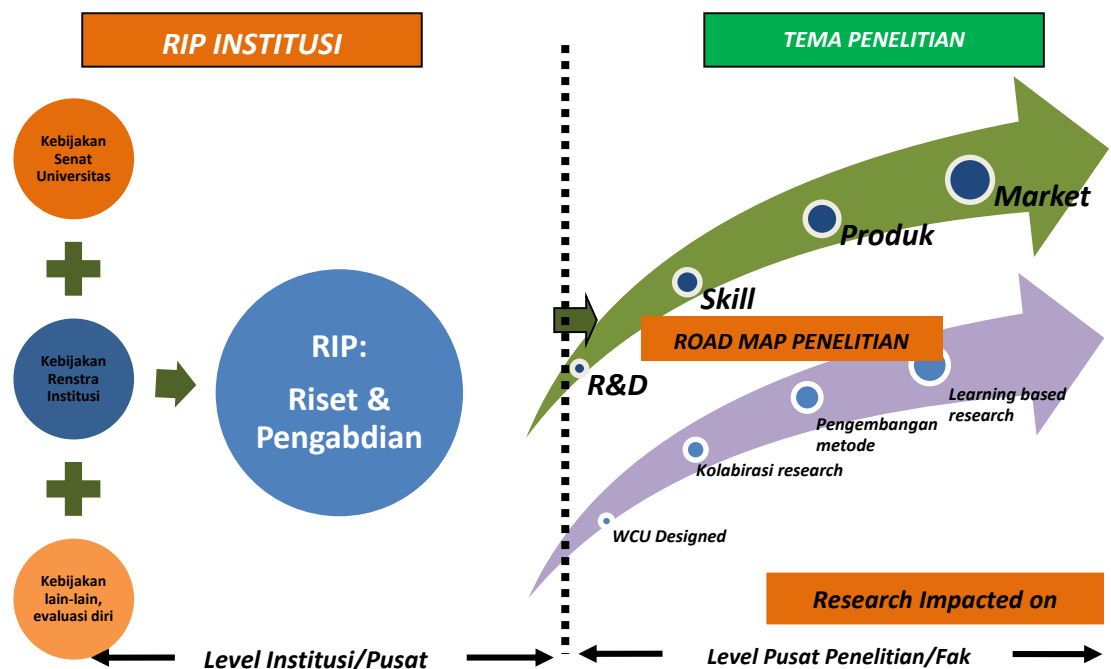 RIP INSTITUSI
TEMA PENELITIAN
Kebijakan
Senat
Universitas
Kebijakan
Renstra
Institusi
Kebijakan
lain-lain,
evaluasi diri
RIP:
Riset &
Pengabdian
Market
Produk
Skill
R&D
ROAD MAP PENELITIAN
Learning based
research
Pengembangan
metode
Kolabirasi research
WCU Designed
Research Impacted on
Level Institusi/Pusat
Level Pusat Penelitian/Fak